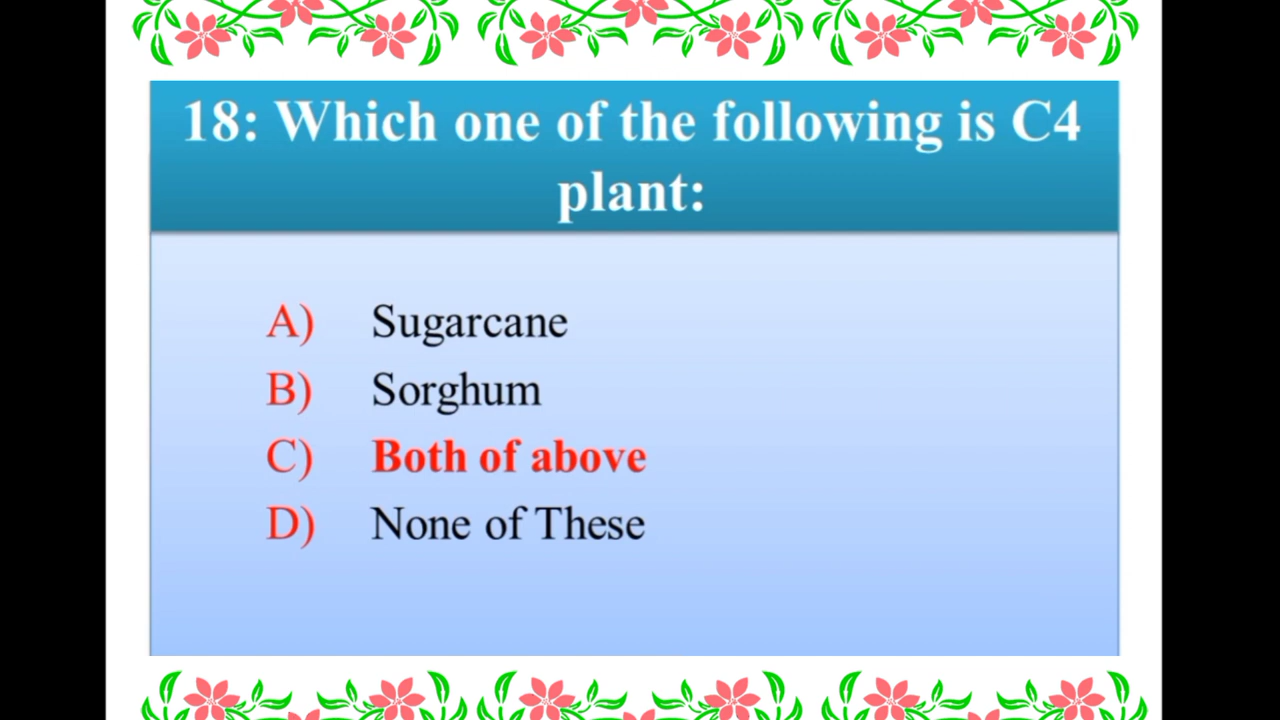 18: Which one of the following is C4
plant:
A) Sugarcane
B) Sorghum
C) Both of above
D) None of These